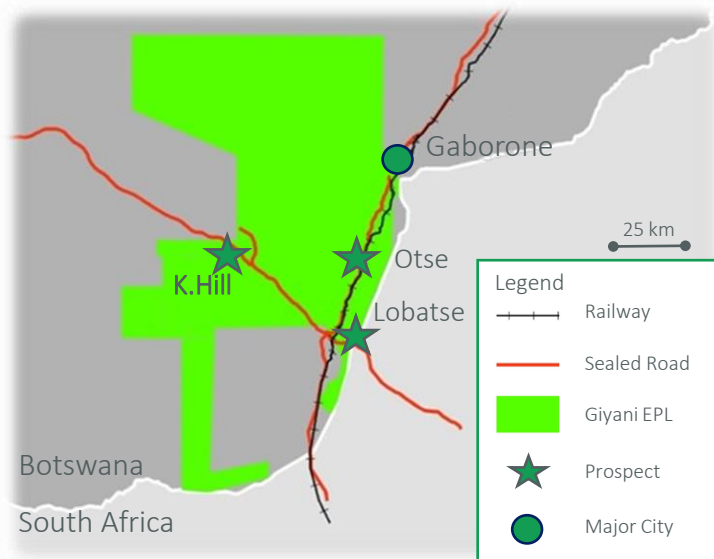 Gaborone
25 km
Otse
K.Hill
Lobatse
Legend
Railway
Sealed Road
Giyani EPL
Prospect
Major City
Botswana
South Africa